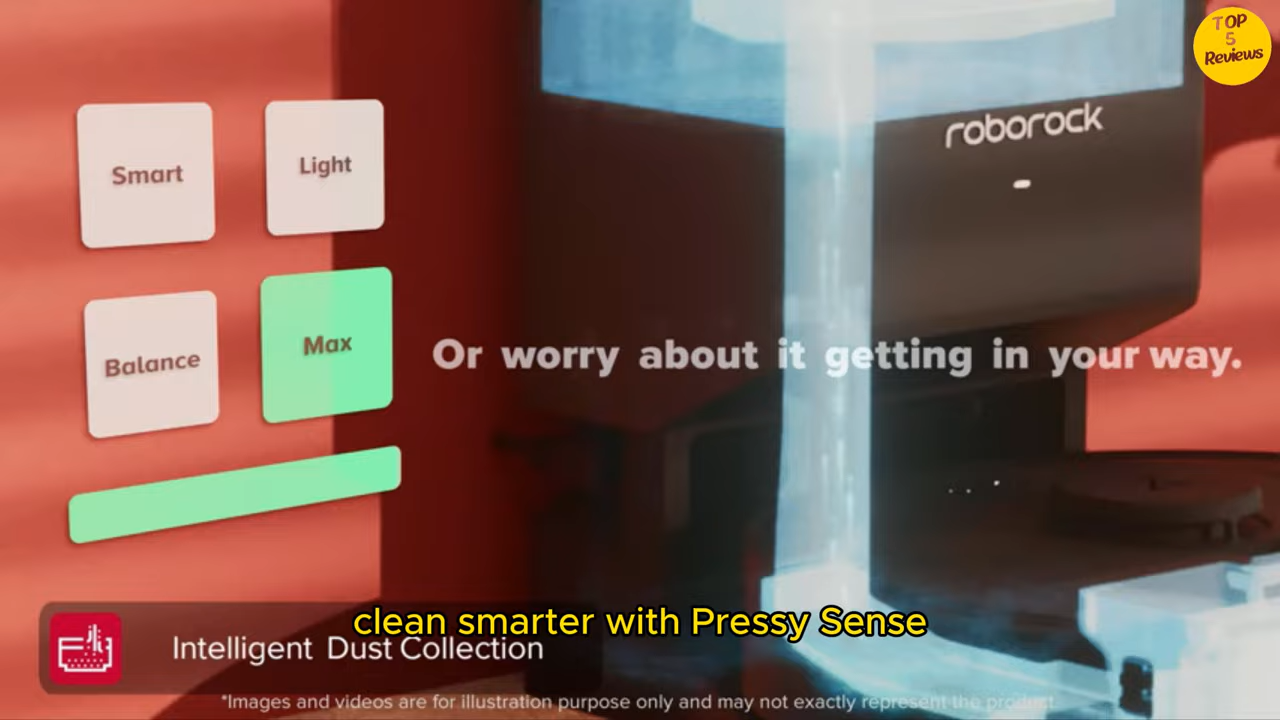 TOP
5
Reviews
roborock
Smart
Light
Balance
Max
Or worry about it getting in your way.
clean smarter with Pressy Sense
Intelligent Dust Collection
*Images and videos are for illustration purpose only and may not exactly represent the product.